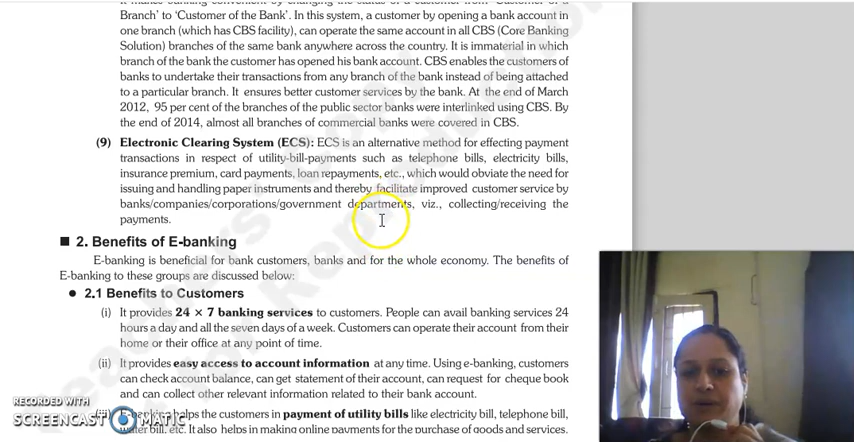 Branch' to 'Customer of the Bank'. In this system, a customer by opening a bank account in
one branch (which has CBS facility), can operate the same account in all CBS (Core Banking
Solution) branches of the same bank anywhere across the country. It is immaterial in which
branch of the bank the customer has opened his bank account. CBS enables the customers of
banks to undertake their transactions from any branch of the bank instead of being attached
to a particular branch. It ensures better customer services by the bank. At the end of March
2012, 95 per cent of the branches of the public sector banks were interlinked using CBS. By
the end of 2014, almost all branches of commercial banks were covered in CBS.
(9) Electronic Clearing System (ECS): ECS is an alternative method for effecting payment
transactions in respect of utility-bill-payments such as telephone bills, electricity bills,
insurance premium, card payments, loan repayments, etc., which would obviate the need for
issuing and handling paper instruments and thereby facilitate improved customer service by
banks/companies/corporations/government departments, viz., collecting/receiving the
payments.
2. Benefits of E-banking
E-banking is beneficial for bank customers, banks and for the whole economy. The benefits of
E-banking to these groups are discussed below:
2.1 Benefits to Customers
(i) It provides 24 × 7 banking services to customers. People can avail banking services 24
hours a day and all the seven days of a week. Customers can operate their account from their
home or their office at any point of time.
(ii) It provides easy access to account information at any time. Using e-banking, customers
can check account balance, can get statement of their account, can request for cheque book
and can collect other relevant information related to their bank account.
E-banking helps the customers in payment of utility bills like electricity bill, telephone bill,
water bill, etc. It also helps in making online payments for the purchase of goods and services.
RECORDED WITH
SCREENCAST MATIC